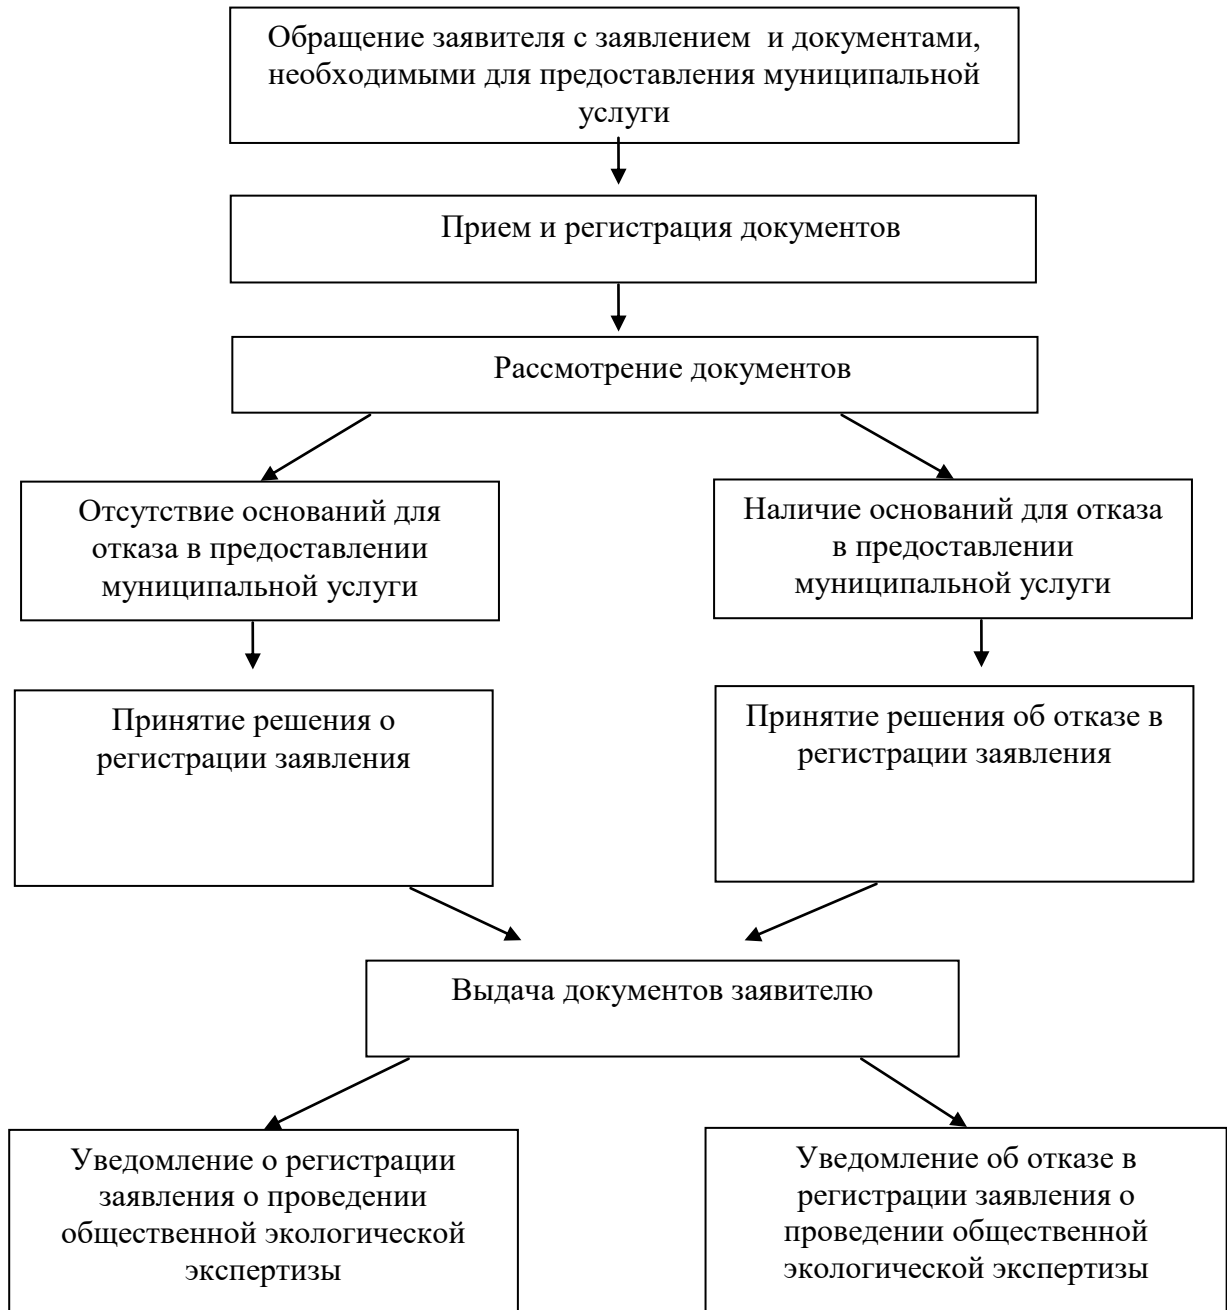 Обращение заявителя с заявлением  и документами,
необходимыми для предоставления муниципальной
услуги
Прием и регистрация документов
Рассмотрение документов
Отсутствие оснований для
отказа в предоставлении
муниципальной услуги
Наличие оснований для отказа
в предоставлении
муниципальной услуги
Принятие решения о
регистрации заявления
Принятие решения об отказе в
регистрации заявления
Выдача документов заявителю
Уведомление о регистрации
заявления о проведении
общественной экологической
экспертизы
Уведомление об отказе в
регистрации заявления о
проведении общественной
экологической экспертизы